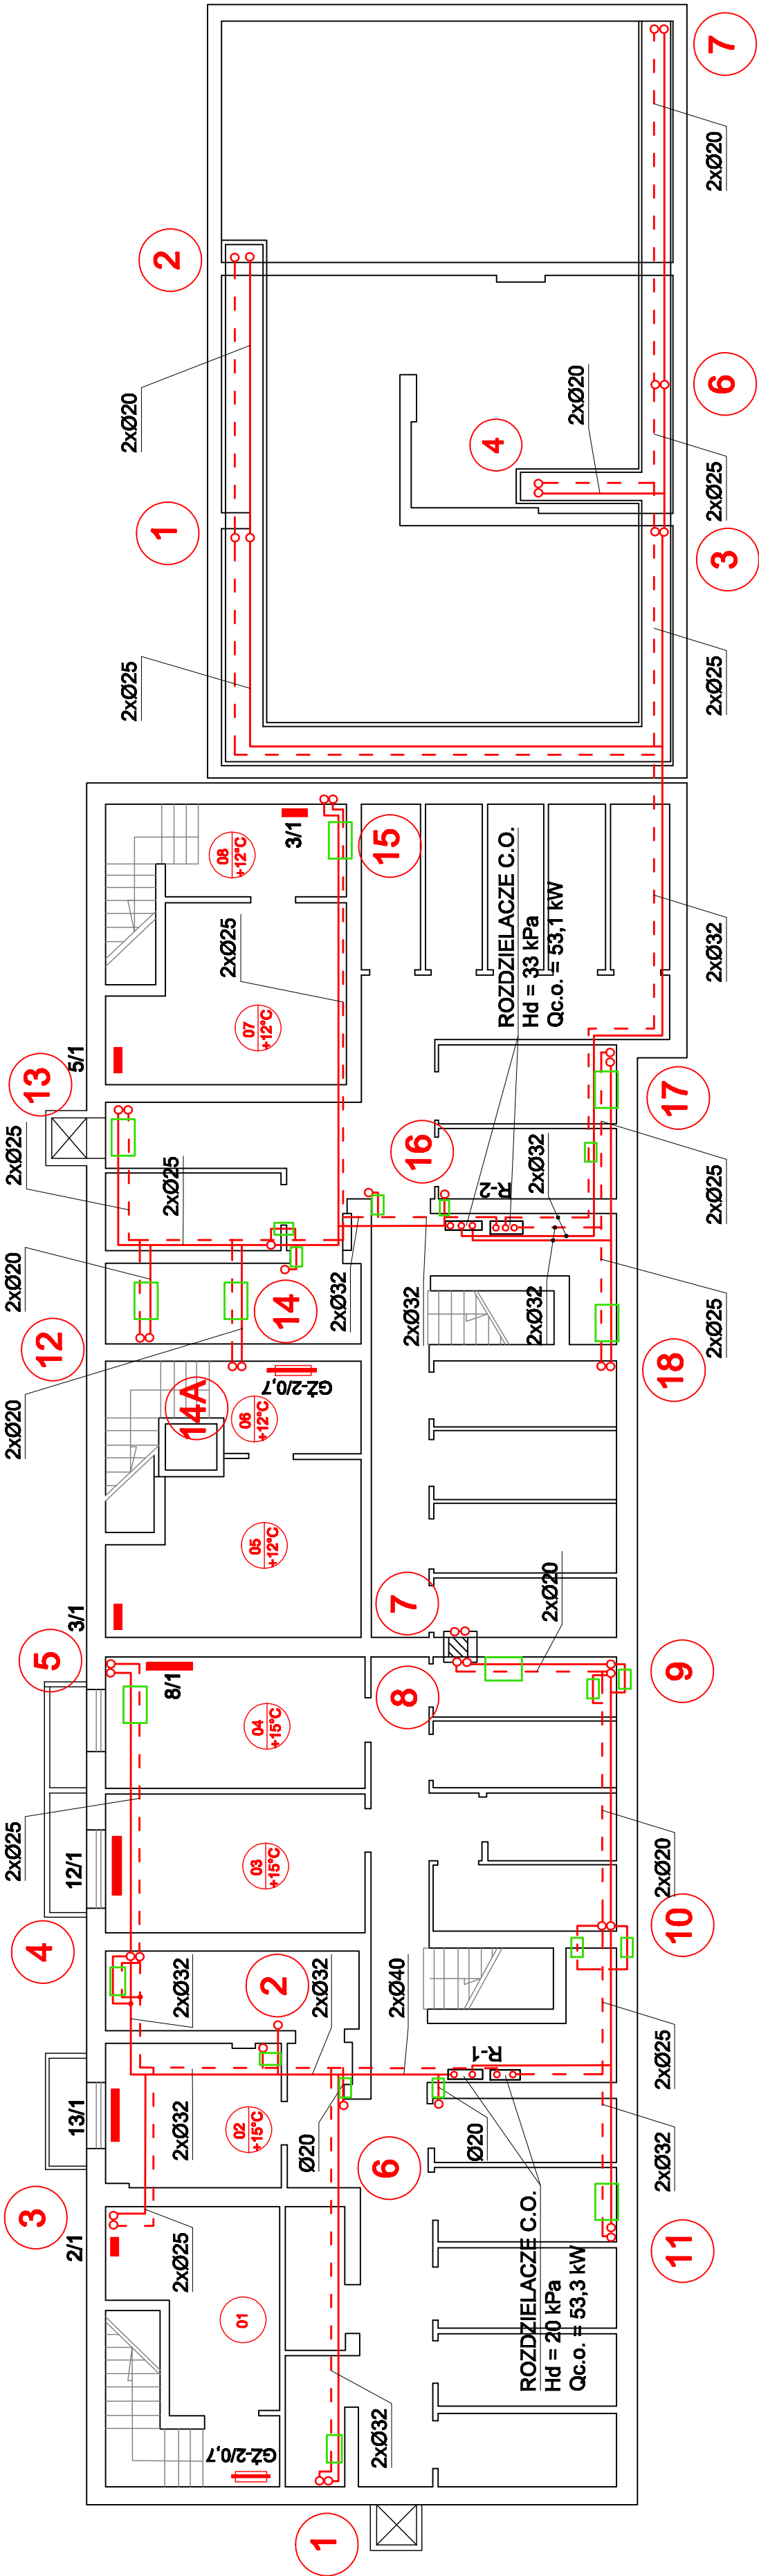 7
2xØ20
2
2xØ20
6
2xØ20
4
2xØ25
1
3
2xØ25
2xØ25
08
+12°C
3/1
15
2xØ25
ROZDZIELACZE C.O.
Hd = 33 kPa
Qc.o. = 53,1 kW
2xØ32
07
+12°C
5/1
13
17
2xØ25
2xØ25
16
R-2
2xØ32
2xØ25
2xØ20
14
2xØ32
2xØ32
2xØ32
2xØ25
12
18
2xØ20
14A
GŻ-2/0,7
06
+12°C
05
+12°C
3/1
7
2xØ20
5
8/1
8
9
04
+15°C
2xØ25
12/1
03
+15°C
2xØ20
4
10
2xØ32
2
2xØ32
2xØ40
2xØ25
R-1
13/1
2xØ32
02
+15°C
Ø20
Ø20
2xØ32
6
3
2/1
2xØ25
11
01
ROZDZIELACZE C.O.
Hd = 20 kPa
Qc.o. = 53,3 kW
2xØ32
GŻ-2/0,7
1